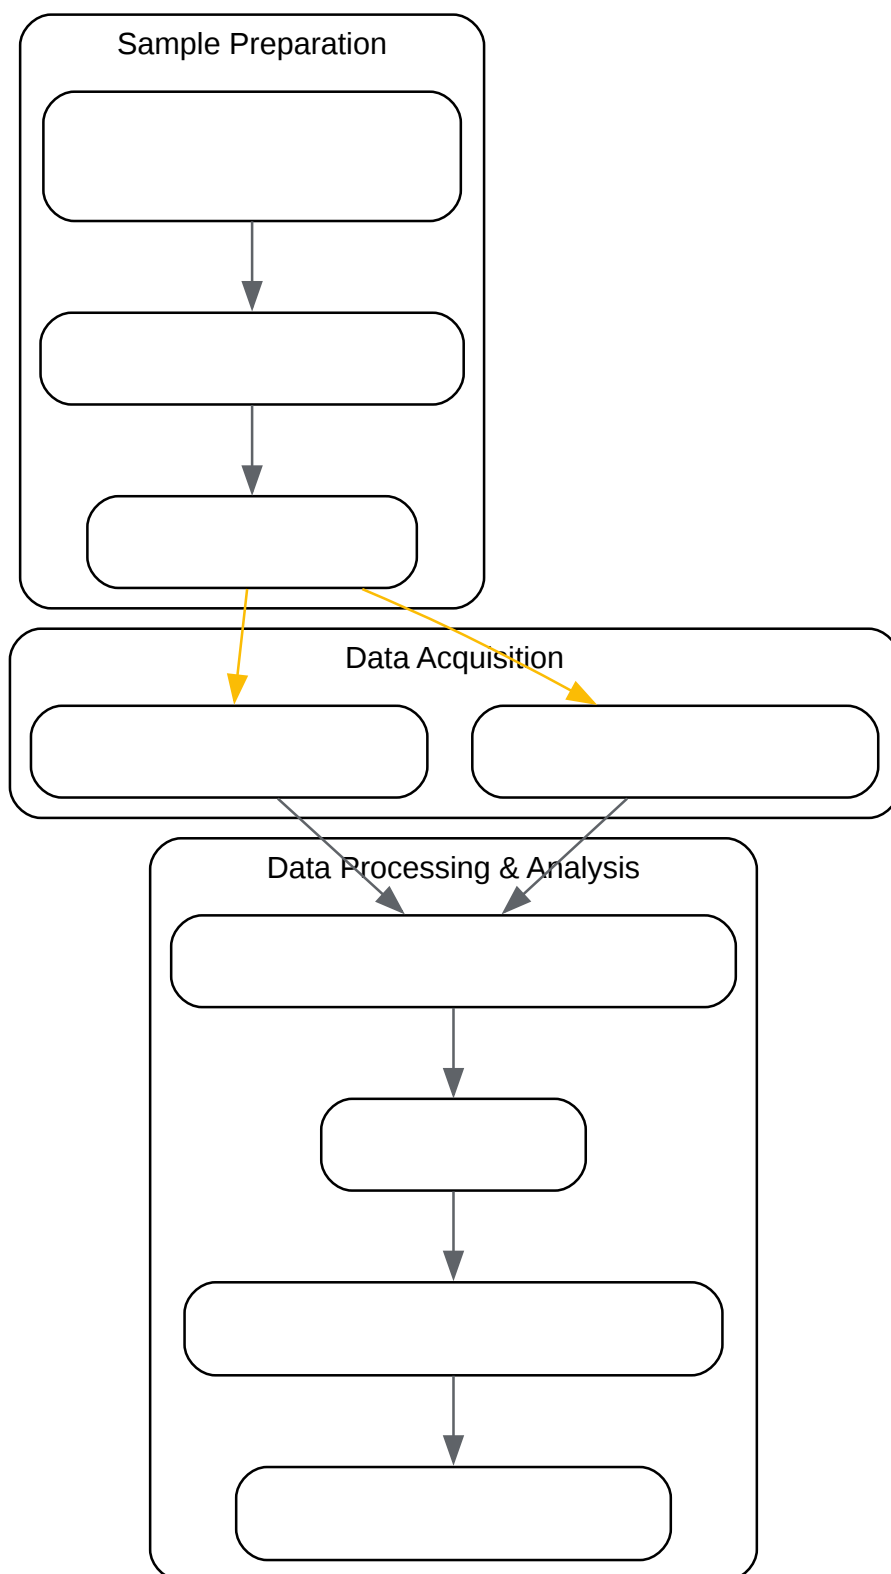 Sample Preparation
Data Acquisition
Data Processing & Analysis